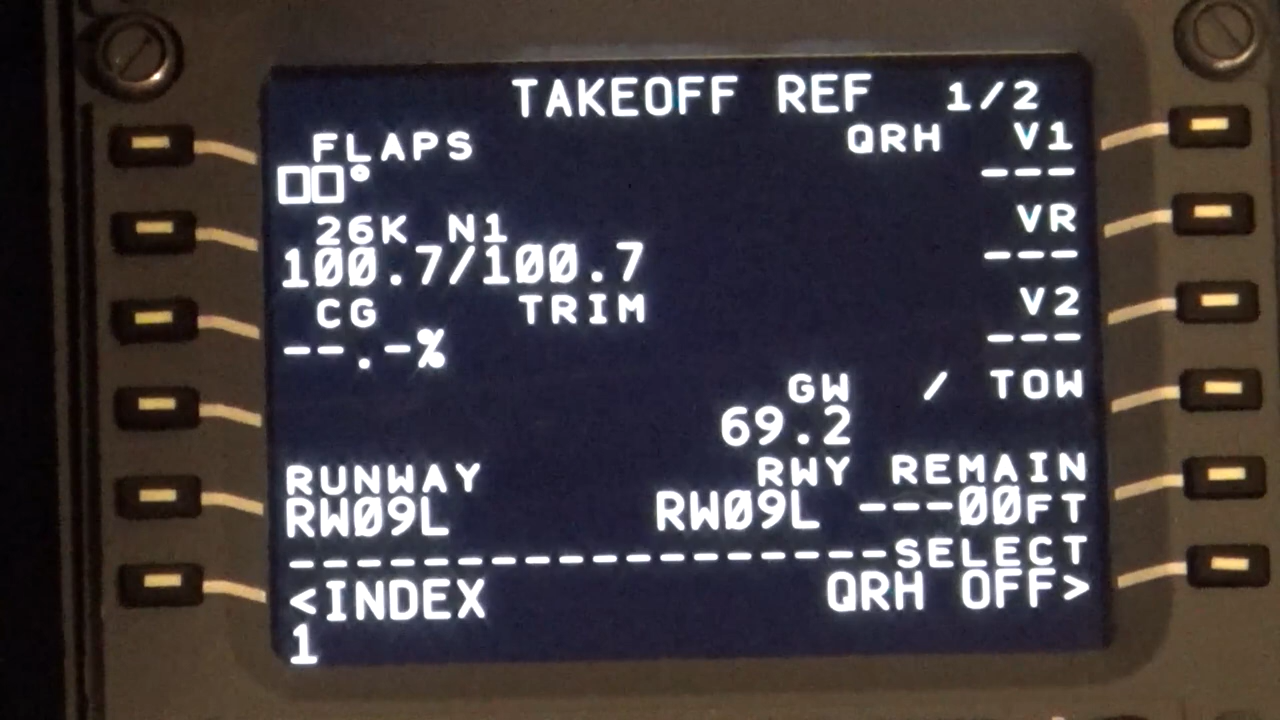 TAKEOFF REF 1/2
FLAPS QRH V1
□□° ---
26K N1 VR
100.7/100.7 ---
CG TRIM V2
--.-% ---
GW / TOW
69.2
RUNWAY RWY REMAIN
RW09L RW09L ---00FT
------------------SELECT
<INDEX QRH OFF>
1